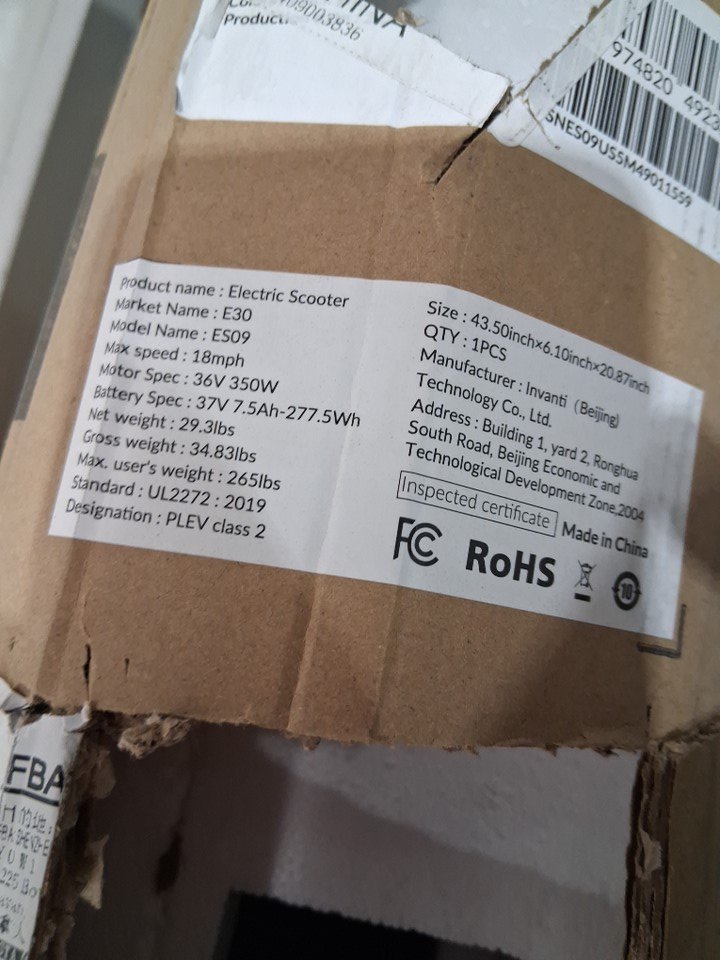 CHINA
Product
974820 4923
SNES09US5M49011559
Product name : Electric Scooter
Market Name : E30
Model Name : ES09
Max speed : 18mph
Motor Spec : 36V 350W
Battery Spec : 37V 7.5Ah-277.5Wh
Net weight : 29.3lbs
Gross weight : 34.83lbs
Max. user's weight : 265lbs
Standard : UL2272 : 2019
Designation : PLEV class 2
Size : 43.50inch×6.10inch×20.87inch
QTY : 1PCS
Manufacturer : Invanti（Beijing)
Technology Co., Ltd.
Address : Building 1, yard 2, Ronghua
South Road, Beijing Economic and
Technological Development Zone,2004
Inspected certificate
Made in China
FC
RoHS
10
FBA